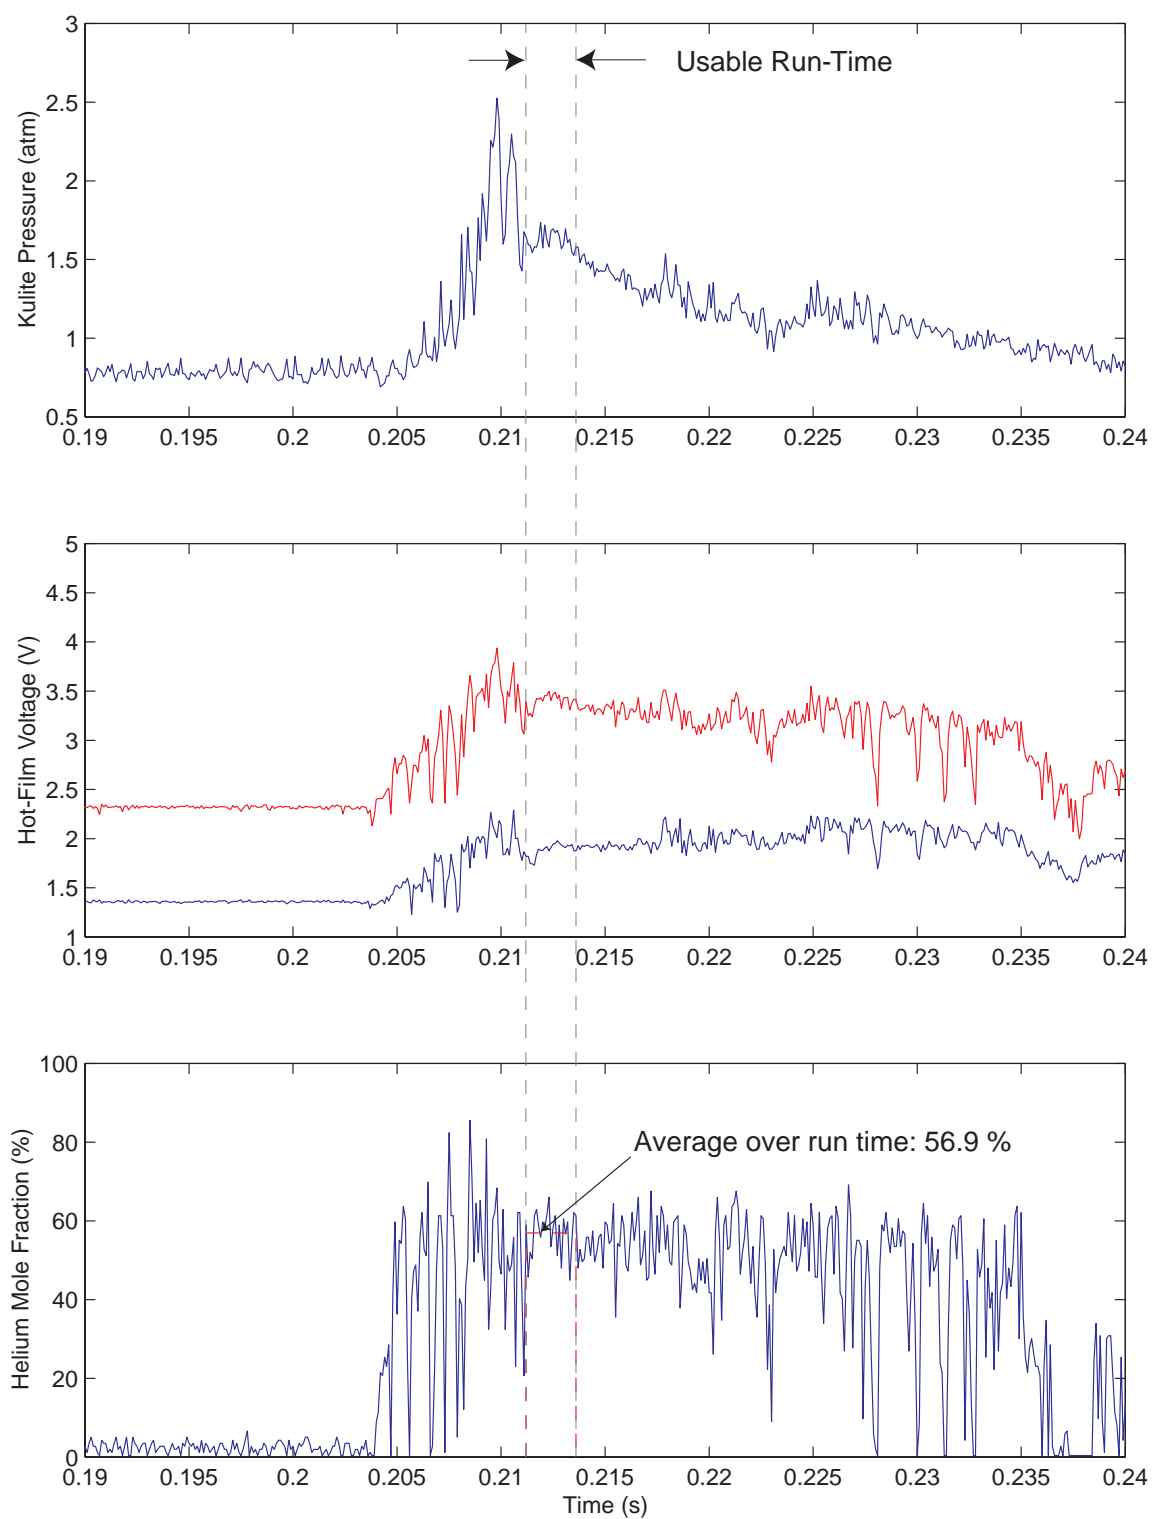 3
2.5
2
1.5
1
0.5
Kulite Pressure (atm)
Usable Run-Time
0.19 0.195 0.2 0.205 0.21 0.215 0.22 0.225 0.23 0.235 0.24
5
4.5
4
3.5
3
2.5
2
1.5
1
Hot-Film Voltage (V)
0.19 0.195 0.2 0.205 0.21 0.215 0.22 0.225 0.23 0.235 0.24
100
80
60
40
20
0
Helium Mole Fraction (%)
Average over run time: 56.9 %
0.19 0.195 0.2 0.205 0.21 0.215 0.22 0.225 0.23 0.235 0.24
Time (s)